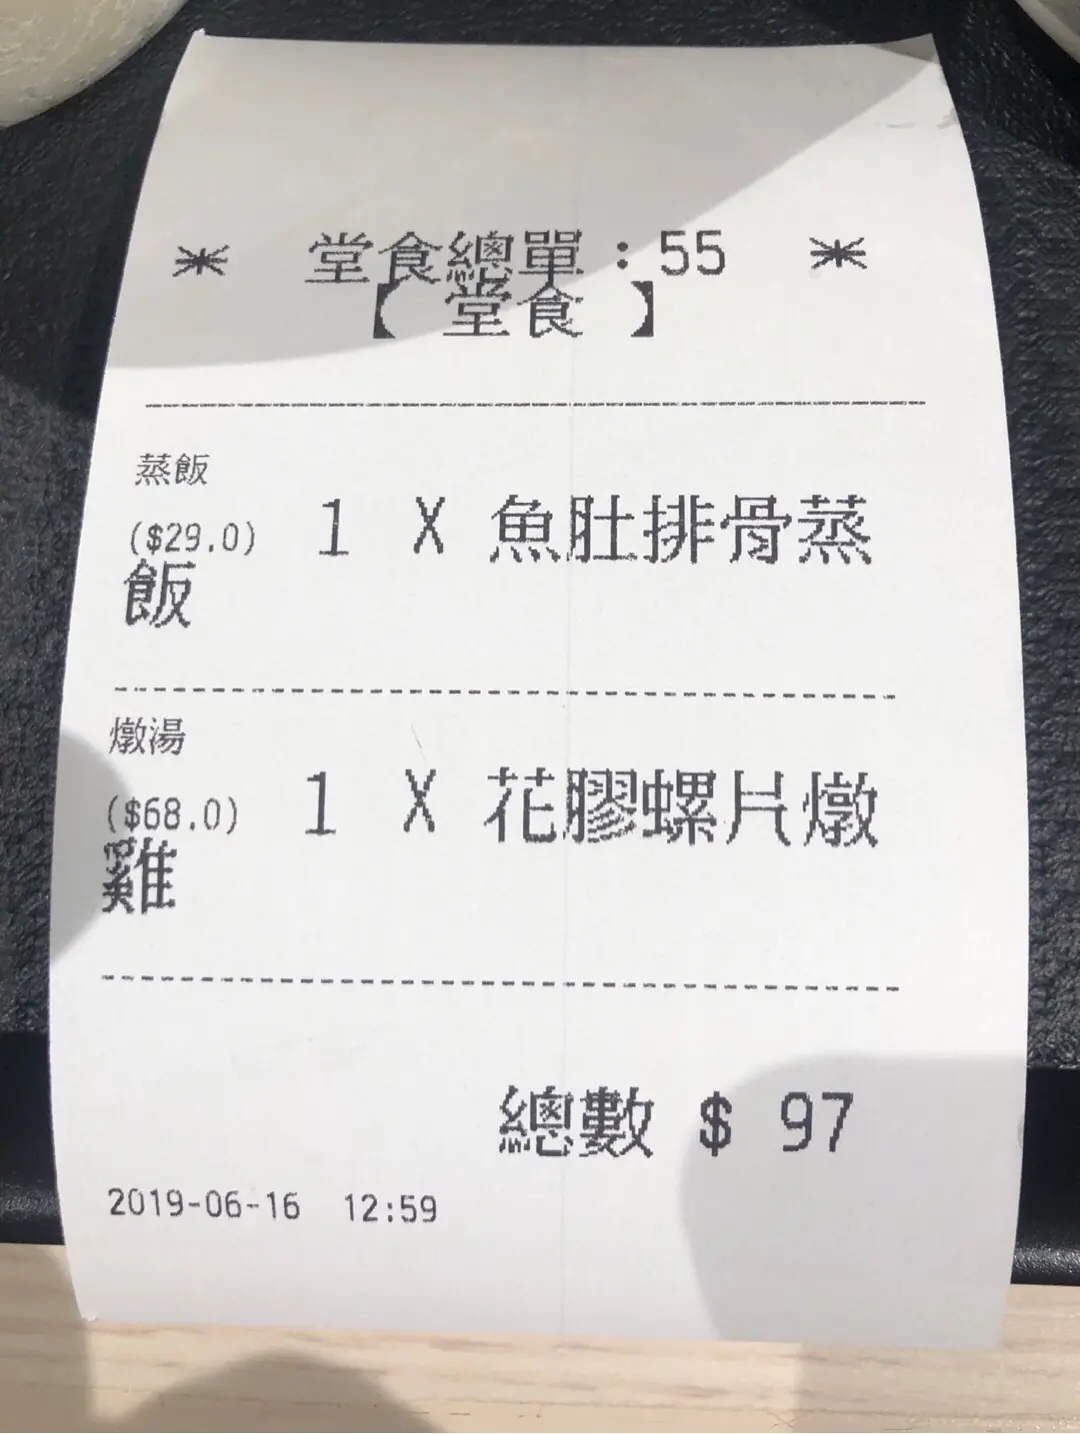 * 堂食總單:55 *
【 堂食 】
蒸飯
($29.0) 1 X 魚肚排骨蒸
飯
燉湯
($68.0) 1 X 花膠螺片燉
雞
總數 $ 97
2019-06-16 12:59